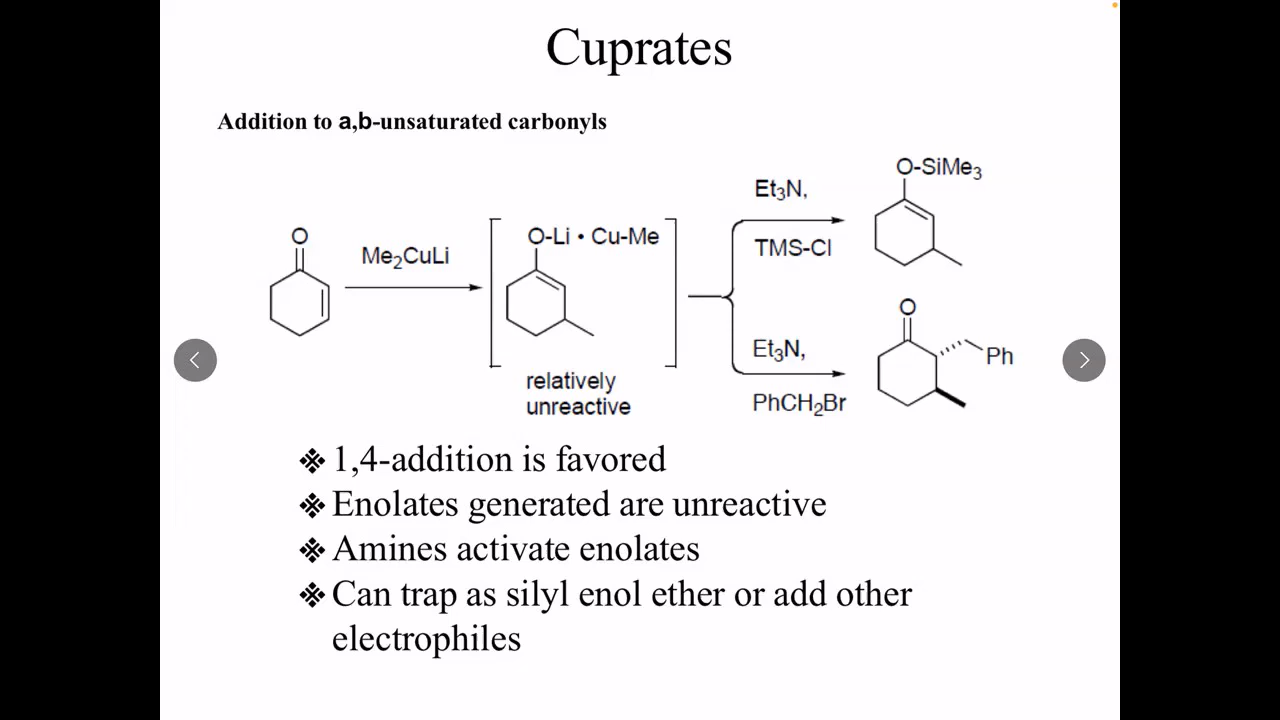 Cuprates
Addition to a,b-unsaturated carbonyls
O
Me₂CuLi
O-Li • Cu-Me
relatively
unreactive
Et₃N,
TMS-Cl
O-SiMe₃
Et₃N,
PhCH₂Br
O
Ph
❖ 1,4-addition is favored
❖ Enolates generated are unreactive
❖ Amines activate enolates
❖ Can trap as silyl enol ether or add other
electrophiles